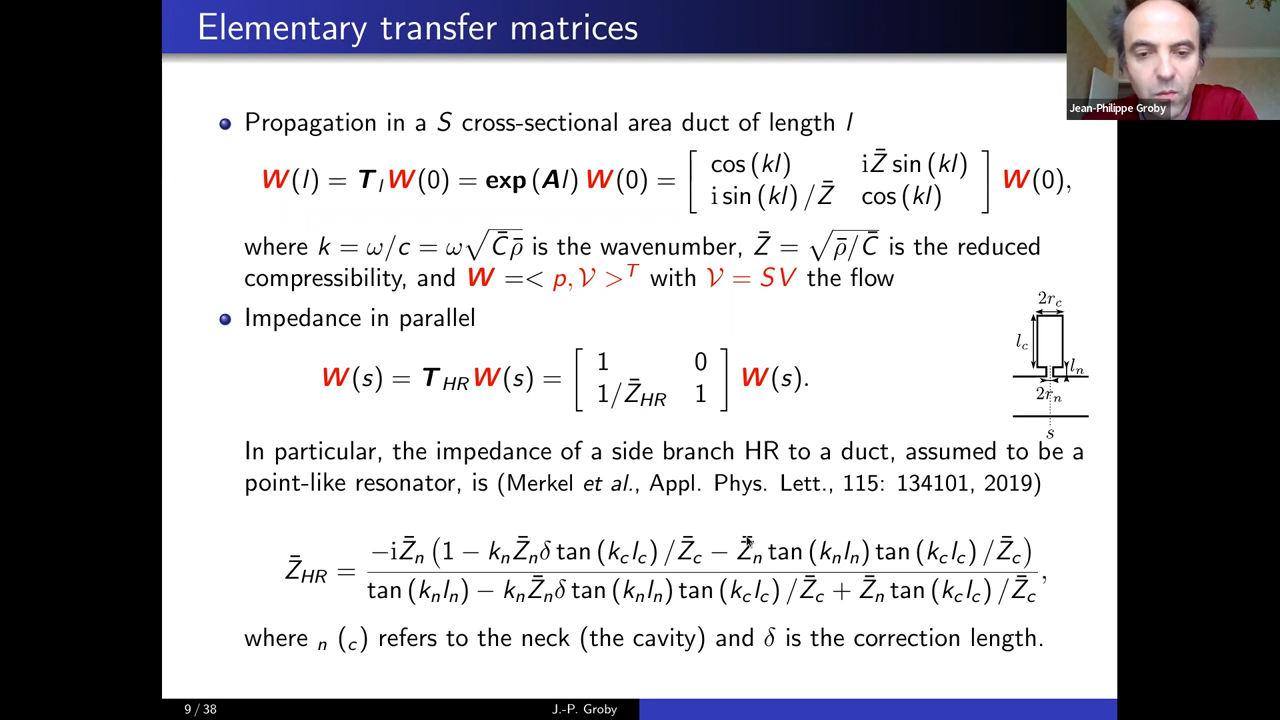 Elementary transfer matrices
Jean-Philippe Groby
Propagation in a S cross-sectional area duct of length l
W(l) = T_l W(0) = exp(Al) W(0) = [ cos(kl)  iZ̄ sin(kl) ; i sin(kl)/Z̄  cos(kl) ] W(0),
where k = ω/c = ω√(C̄ρ̄) is the wavenumber, Z̄ = √(ρ̄/C̄) is the reduced
compressibility, and W =< p, 𝒱 >^T with 𝒱 = SV the flow
Impedance in parallel
W(s) = T_HR W(s) = [ 1  0 ; 1/Z̄_HR  1 ] W(s).
2r_c
l_c
l_n
2r_n
s
In particular, the impedance of a side branch HR to a duct, assumed to be a
point-like resonator, is (Merkel et al., Appl. Phys. Lett., 115: 134101, 2019)
Z̄_HR = −iZ̄_n (1 − k_n Z̄_n δ tan(k_c l_c)/Z̄_c − Z̄_n tan(k_n l_n) tan(k_c l_c)/Z̄_c) / tan(k_n l_n) − k_n Z̄_n δ tan(k_n l_n) tan(k_c l_c)/Z̄_c + Z̄_n tan(k_c l_c)/Z̄_c,
where _n (_c) refers to the neck (the cavity) and δ is the correction length.
9 / 38
J.-P. Groby